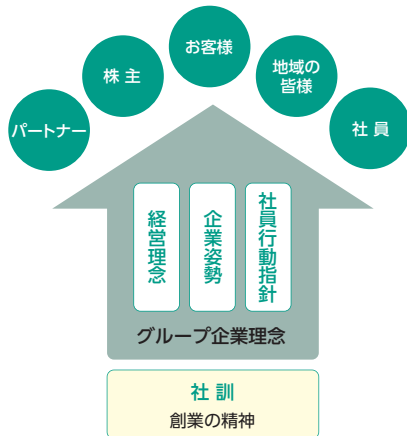 お客様
株主
地域の
皆様
パートナー
社員
経営理念
企業姿勢
社員行動指針
グループ企業理念
社訓
創業の精神